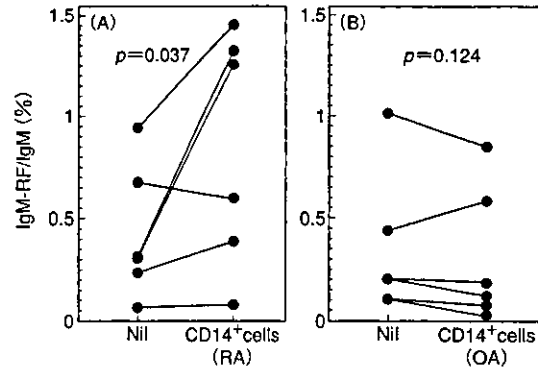 (A)
p=0.037
(B)
p=0.124
IgM-RF/IgM (%)
1.5
1
0.5
0
1.5
1
0.5
0
Nil
CD14+cells
(RA)
Nil
CD14+cells
(OA)